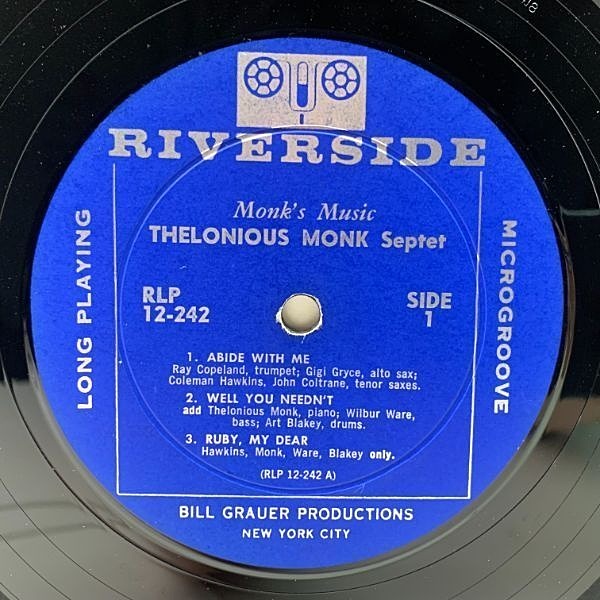 RIVERSIDE
Monk's Music
THELONIOUS MONK Septet
LONG PLAYING
MICROGROOVE
RLP
12-242
SIDE
1
1. ABIDE WITH ME
Ray Copeland, trumpet; Gigi Gryce, alto sax;
Coleman Hawkins, John Coltrane, tenor saxes.
2. WELL YOU NEEDN'T
add Thelonious Monk, piano; Wilbur Ware,
bass; Art Blakey, drums.
3. RUBY, MY DEAR
Hawkins, Monk, Ware, Blakey only.
(RLP 12-242 A)
BILL GRAUER PRODUCTIONS
NEW YORK CITY